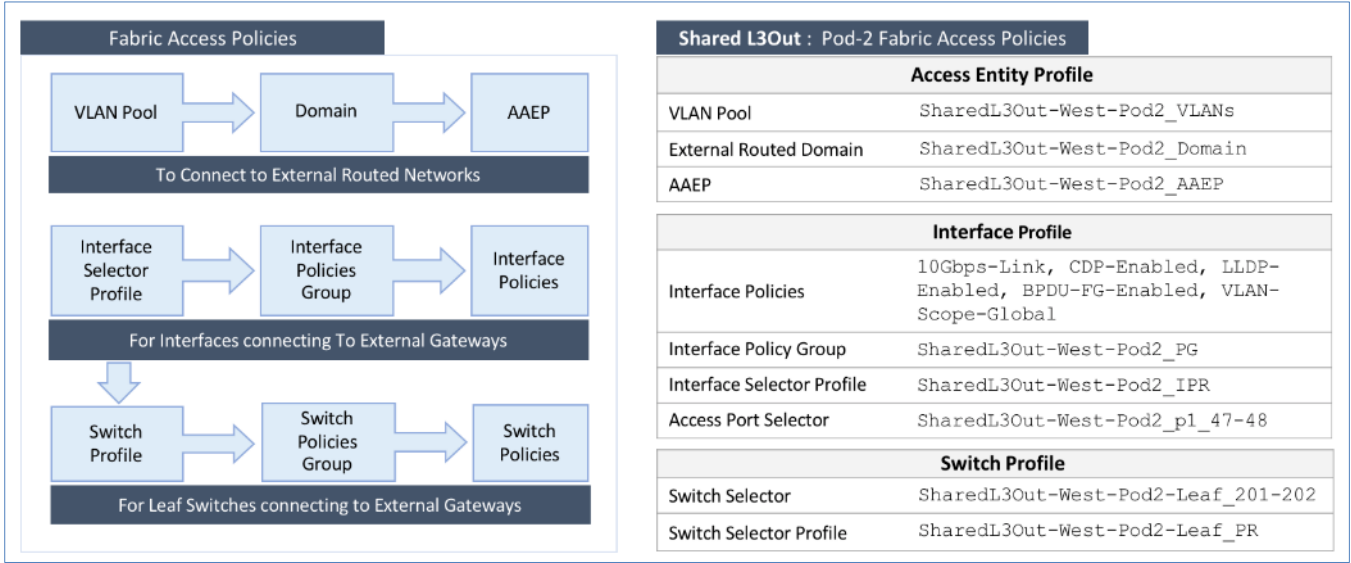 Fabric Access Policies
VLAN Pool
Domain
AAEP
To Connect to External Routed Networks
Interface
Selector
Profile
Interface
Policies
Group
Interface
Policies
For Interfaces connecting To External Gateways
Switch
Profile
Switch
Policies
Group
Switch
Policies
For Leaf Switches connecting to External Gateways
Shared L3Out : Pod-2 Fabric Access Policies
Access Entity Profile
VLAN Pool SharedL3Out-West-Pod2_VLANs
External Routed Domain SharedL3Out-West-Pod2_Domain
AAEP SharedL3Out-West-Pod2_AAEP
Interface Profile
Interface Policies
10Gbps-Link, CDP-Enabled, LLDP-
Enabled, BPDU-FG-Enabled, VLAN-
Scope-Global
Interface Policy Group SharedL3Out-West-Pod2_PG
Interface Selector Profile SharedL3Out-West-Pod2_IPR
Access Port Selector SharedL3Out-West-Pod2_p1_47-48
Switch Profile
Switch Selector SharedL3Out-West-Pod2-Leaf_201-202
Switch Selector Profile SharedL3Out-West-Pod2-Leaf_PR